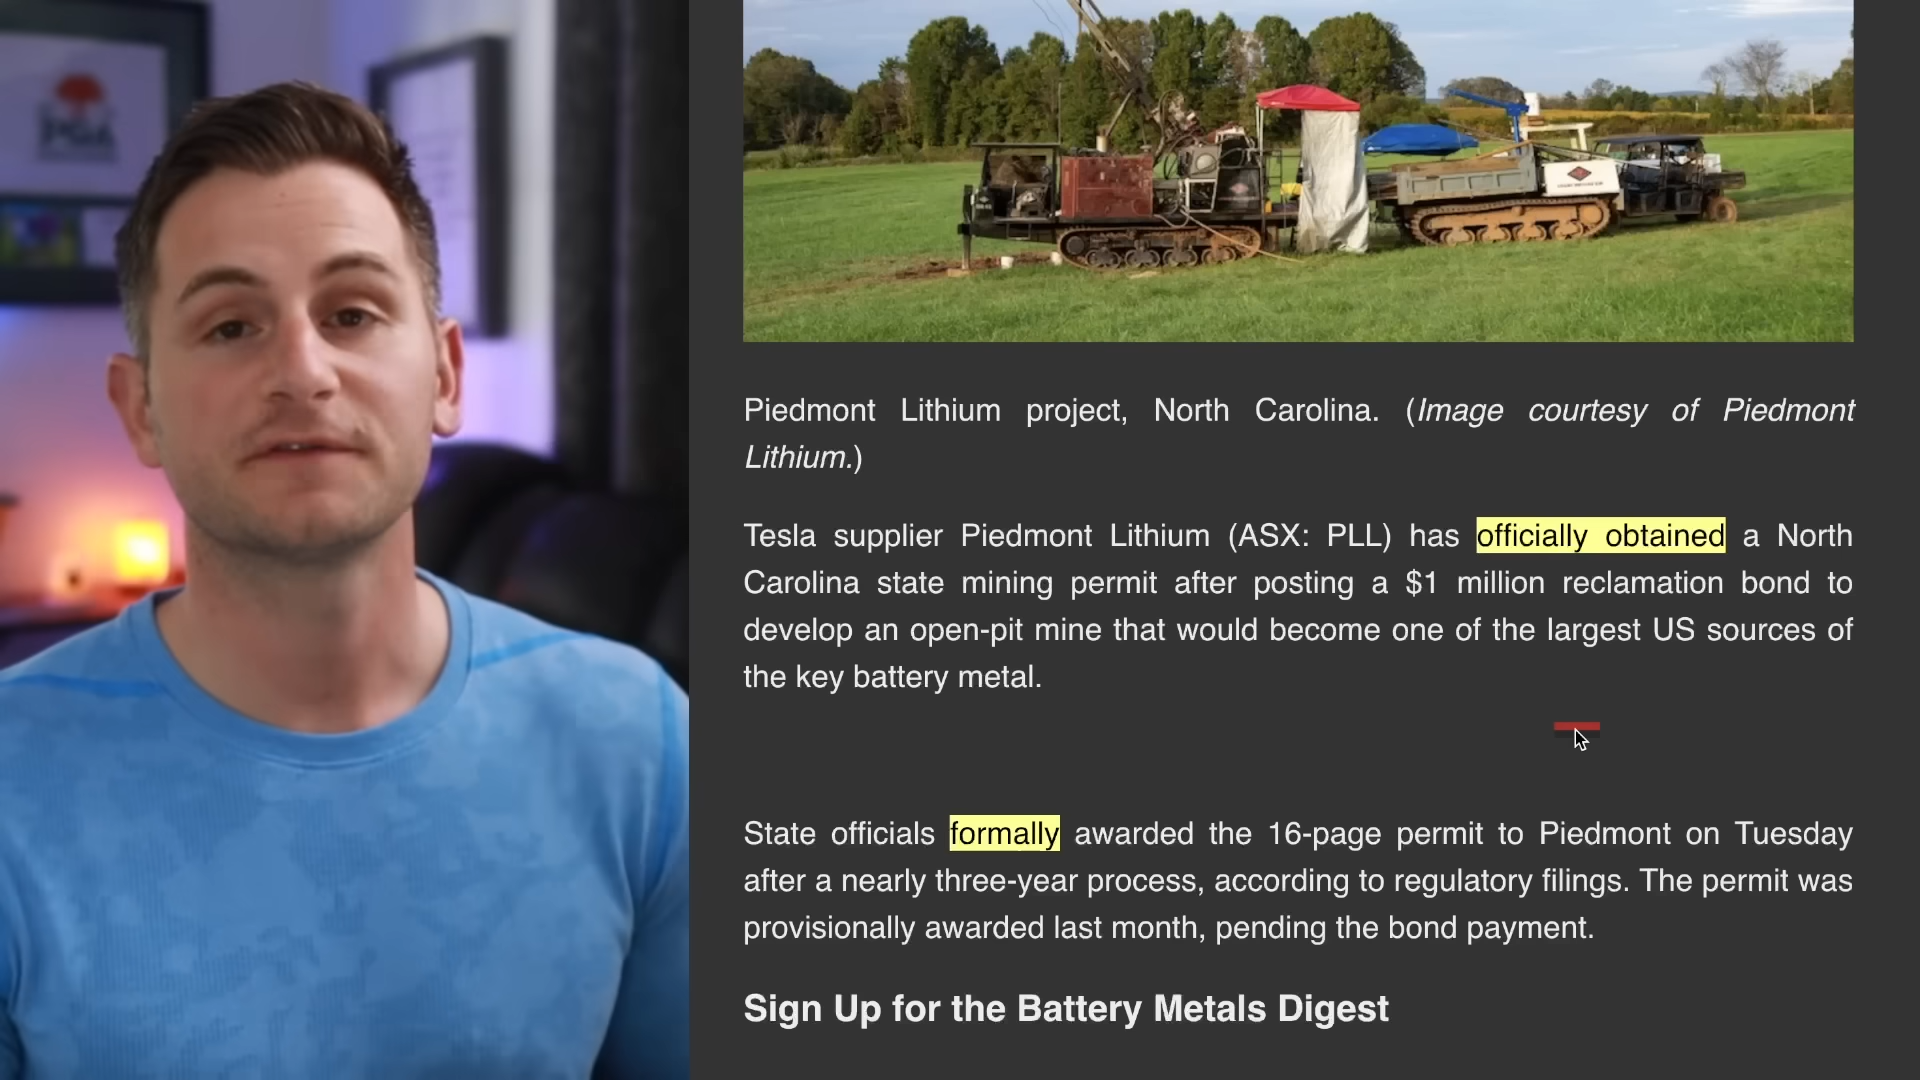 Piedmont Lithium project, North Carolina. (Image courtesy of Piedmont
Lithium.)
Tesla supplier Piedmont Lithium (ASX: PLL) has officially obtained a North
Carolina state mining permit after posting a $1 million reclamation bond to
develop an open-pit mine that would become one of the largest US sources of
the key battery metal.
State officials formally awarded the 16-page permit to Piedmont on Tuesday
after a nearly three-year process, according to regulatory filings. The permit was
provisionally awarded last month, pending the bond payment.
Sign Up for the Battery Metals Digest